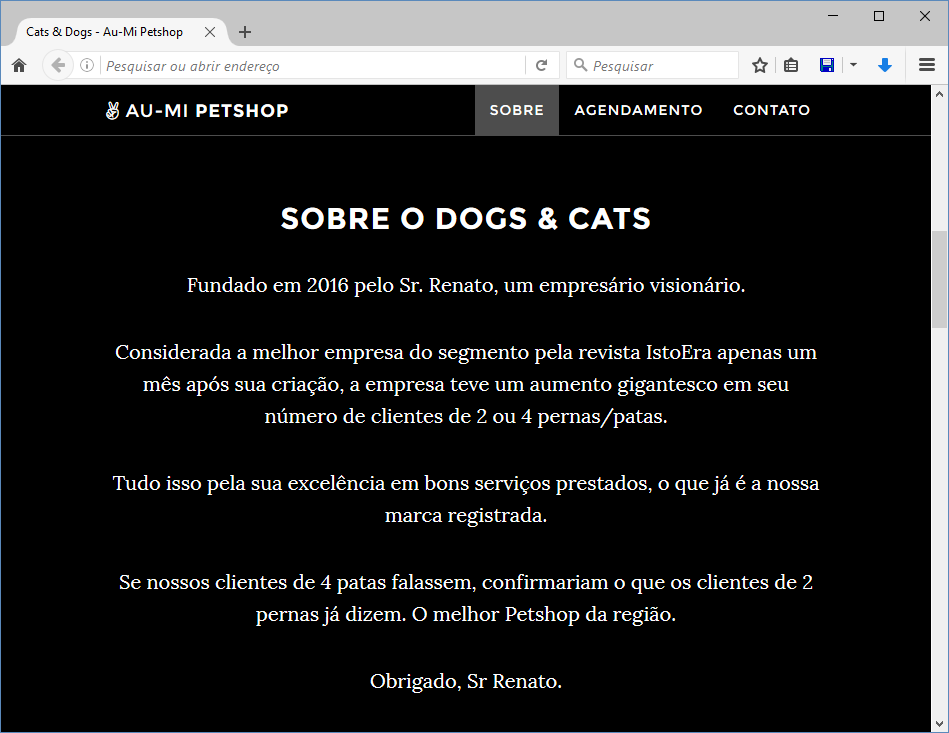 Cats & Dogs - Au-Mi Petshop
Pesquisar ou abrir endereço
Pesquisar
AU-MI PETSHOP
SOBRE
AGENDAMENTO
CONTATO
SOBRE O DOGS & CATS
Fundado em 2016 pelo Sr. Renato, um empresário visionário.
Considerada a melhor empresa do segmento pela revista IstoEra apenas um
mês após sua criação, a empresa teve um aumento gigantesco em seu
número de clientes de 2 ou 4 pernas/patas.
Tudo isso pela sua excelência em bons serviços prestados, o que já é a nossa
marca registrada.
Se nossos clientes de 4 patas falassem, confirmariam o que os clientes de 2
pernas já dizem. O melhor Petshop da região.
Obrigado, Sr Renato.